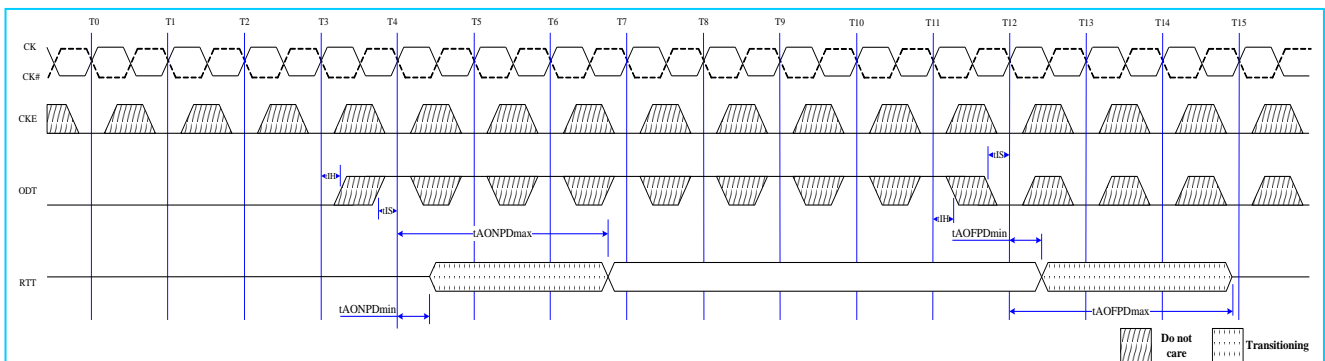 T0 T1 T2 T3 T4 T5 T6 T7 T8 T9 T10 T11 T12 T13 T14 T15
CK
CK#
CKE
tIS
ODT
tIH
tIS
tIH
tAONPDmax
tAOFPDmin
RTT
tAONPDmin
tAOFPDmax
Do not
care
Transitioning